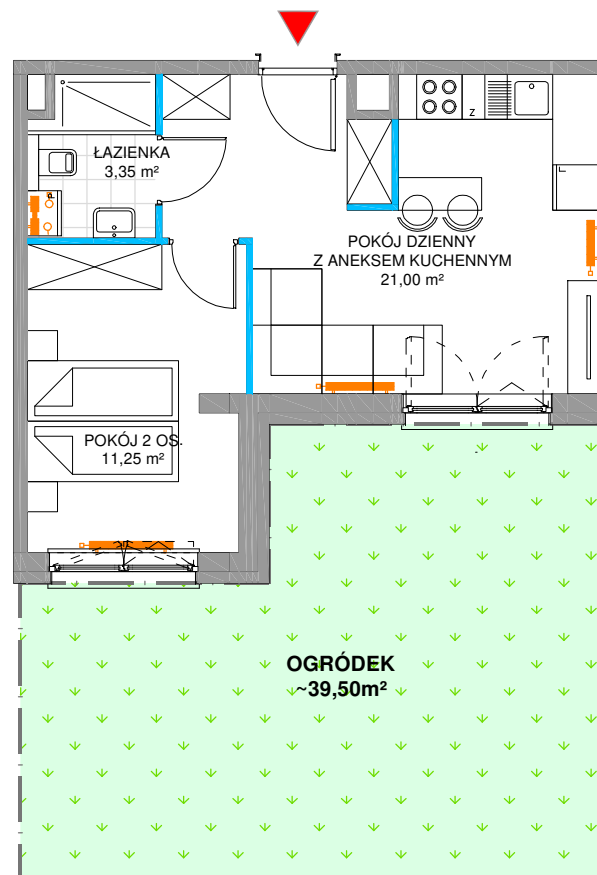 Z
ŁAZIENKA
3,35 m²
POKÓJ DZIENNY
Z ANEKSEM KUCHENNYM
21,00 m²
POKÓJ 2 OS.
11,25 m²
OGRÓDEK
~39,50m²